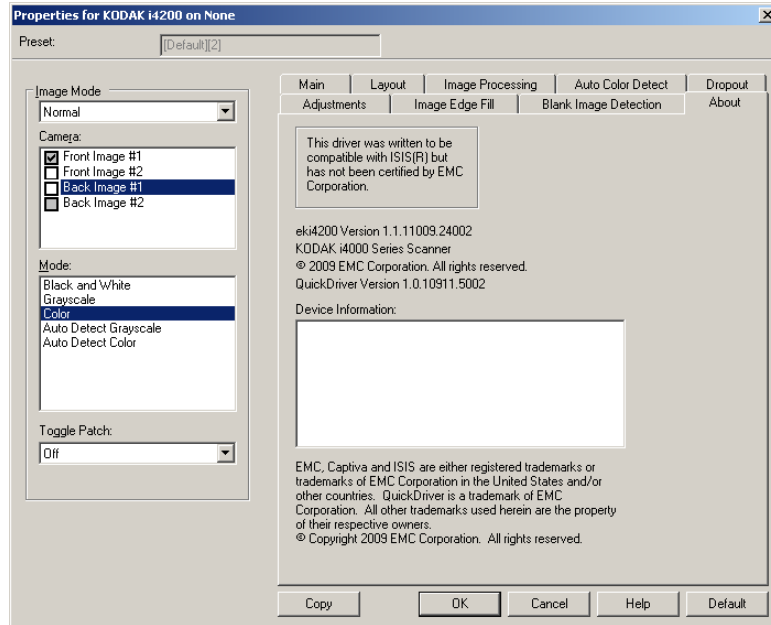 Properties for KODAK i4200 on None
Preset:
[Default][2]
Image Mode
Normal
Camera:
Front Image #1
Front Image #2
Back Image #1
Back Image #2
Mode:
Black and White
Grayscale
Color
Auto Detect Grayscale
Auto Detect Color
Toggle Patch:
Off
Main
Layout
Image Processing
Auto Color Detect
Dropout
Adjustments
Image Edge Fill
Blank Image Detection
About
This driver was written to be
compatible with ISIS(R) but
has not been certified by EMC
Corporation.
eki4200 Version 1.1.11009.24002
KODAK i4000 Series Scanner
© 2009 EMC Corporation. All rights reserved.
QuickDriver Version 1.0.10911.5002
Device Information:
EMC, Captiva and ISIS are either registered trademarks or
trademarks of EMC Corporation in the United States and/or
other countries. QuickDriver is a trademark of EMC
Corporation. All other trademarks used herein are the property
of their respective owners.
© Copyright 2009 EMC Corporation. All rights reserved.
Copy
OK
Cancel
Help
Default